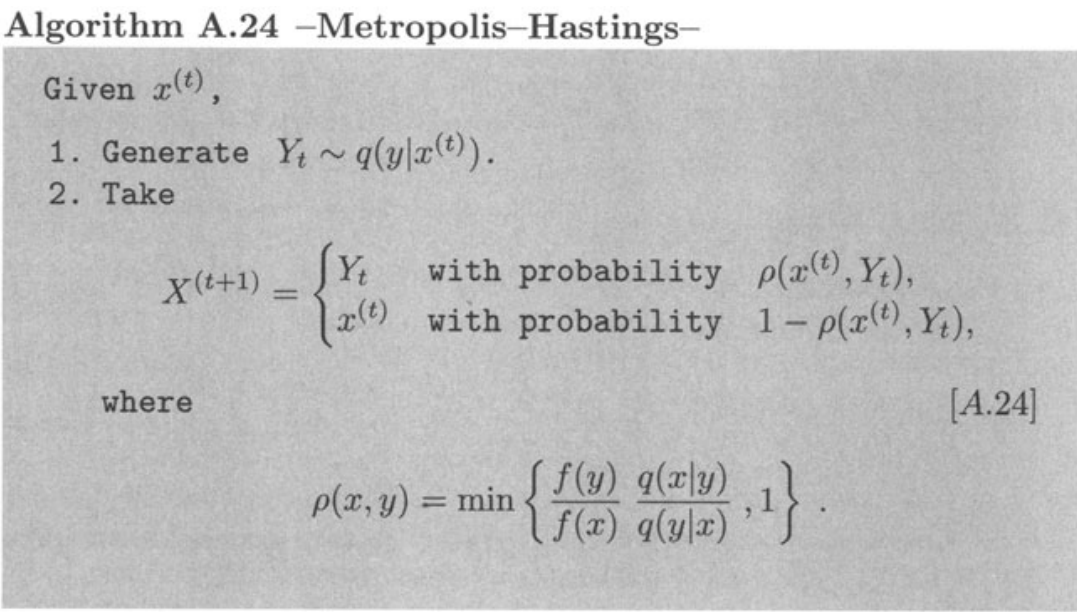 Algorithm A.24 –Metropolis–Hastings–
Given $x^{(t)}$,
1. Generate $Y_t \sim q(y|x^{(t)})$.
2. Take
$X^{(t+1)} = \begin{cases} Y_t & \text{with probability } \rho(x^{(t)}, Y_t), \\ x^{(t)} & \text{with probability } 1 - \rho(x^{(t)}, Y_t), \end{cases}$
where [A.24]
$\rho(x, y) = \min \left\{ \frac{f(y)}{f(x)} \frac{q(x|y)}{q(y|x)}, 1 \right\}.$